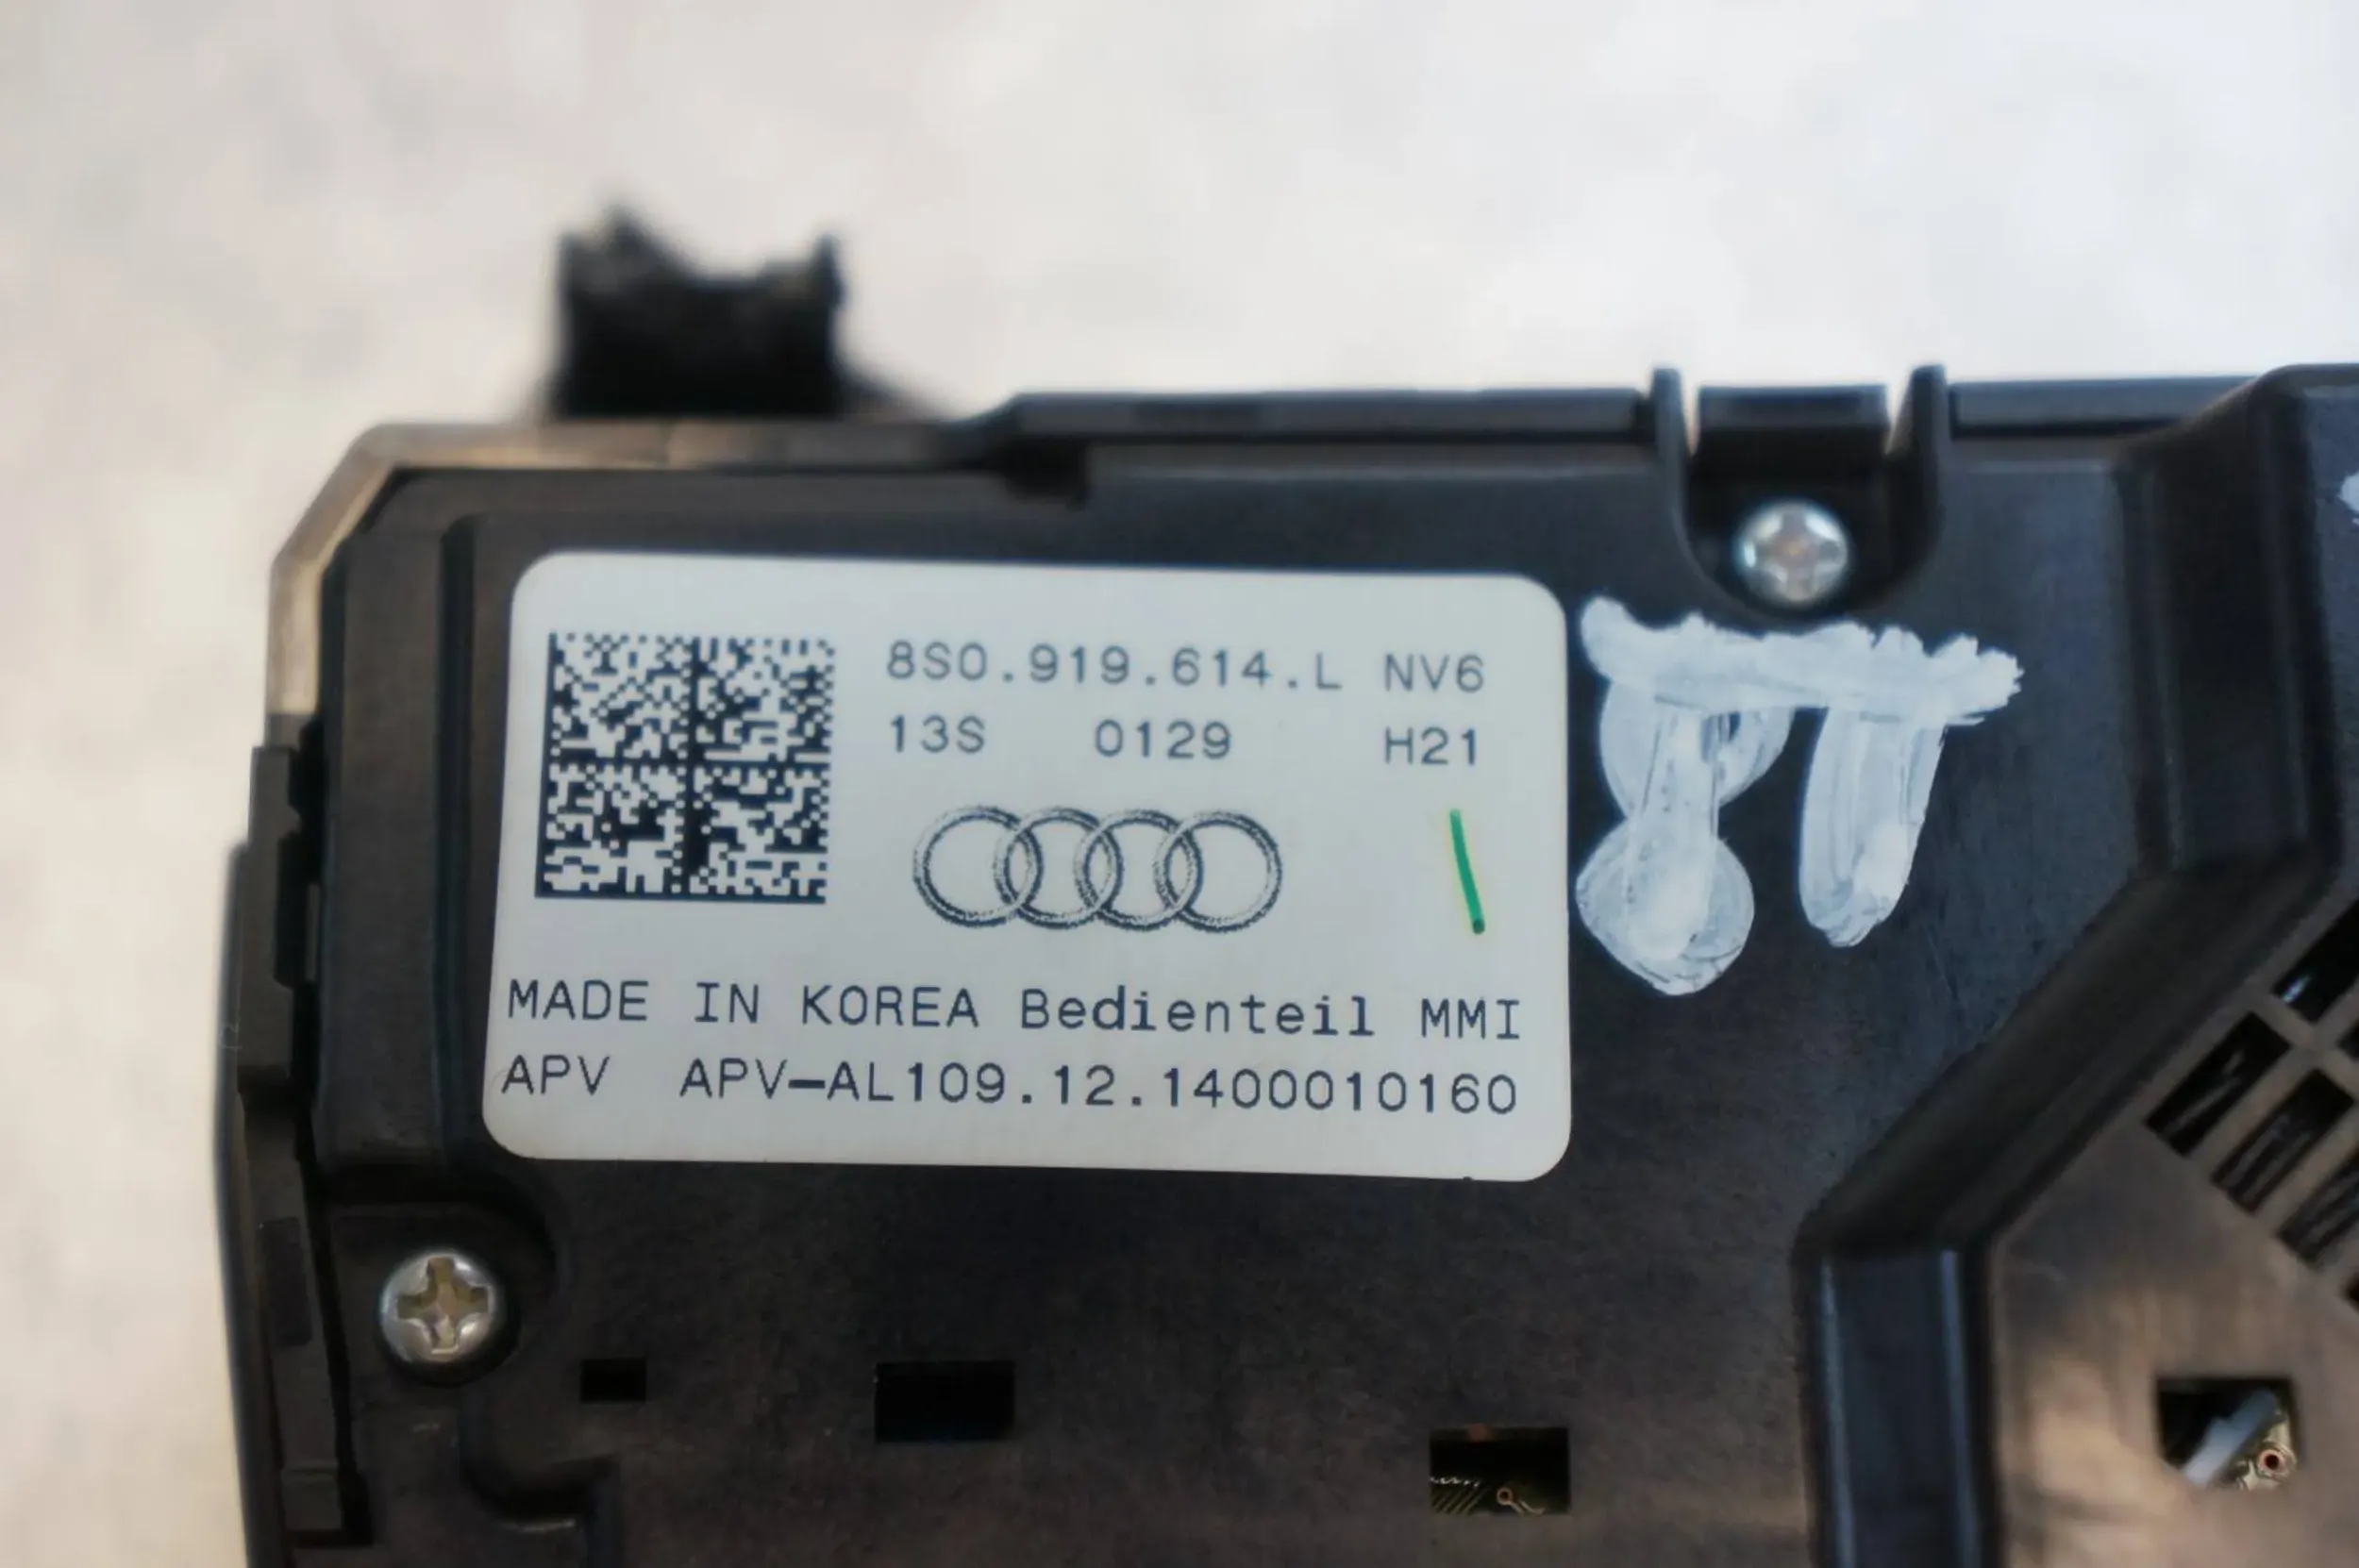 8S0.919.614.L NV6
13S 0129 H21
MADE IN KOREA Bedienteil MMI
APV APV-AL109.12.1400010160